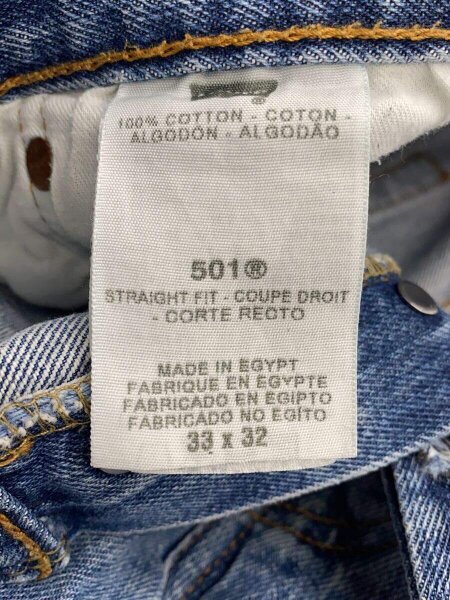 ®
100% COTTON - COTON -
ALGODÓN - ALGODÃO
501®
STRAIGHT FIT - COUPE DROIT
- CORTE RECTO
MADE IN EGYPT
FABRIQUE EN EGYPTE
FABRICADO EN EGIPTO
FABRICADO NO EGÍTO
33 x 32